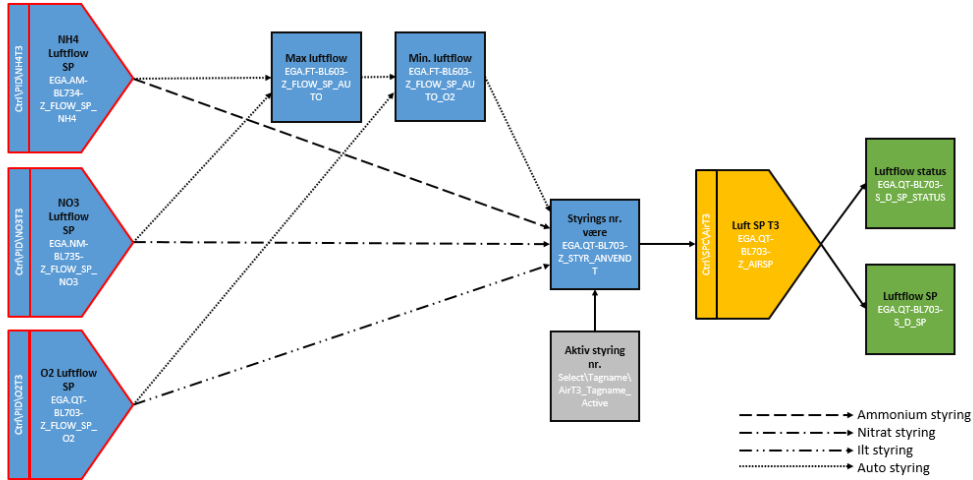 Ctrl\PID\NH4T3
NH4
Luftflow
SP
EGA.AM-
BL734-
Z_FLOW_SP_
NH4
Max luftflow
EGA.FT-BL603-
Z_FLOW_SP_AU
TO
Min. luftflow
EGA.FT-BL603-
Z_FLOW_SP_
AUTO_O2
Ctrl\PID\NO3T3
NO3
Luftflow
SP
EGA.NM-
BL735-
Z_FLOW_SP_
NO3
Styrings nr.
være
EGA.QT-BL703-
Z_STYR_ANVEND
T
Ctrl\SPC\AirT3
Luft SP T3
EGA.QT-
BL703-
Z_AIRSP
Luftflow status
EGA.QT-BL703-
S_D_SP_STATUS
Luftflow SP
EGA.QT-BL703-
S_D_SP
Ctrl\PID\O2T3
O2 Luftflow
SP
EGA.QT-
BL703-
Z_FLOW_SP_
O2
Aktiv styring
nr.
Select\Tagname\
AirT3_Tagname_
Active
Ammonium styring
Nitrat styring
Ilt styring
Auto styring